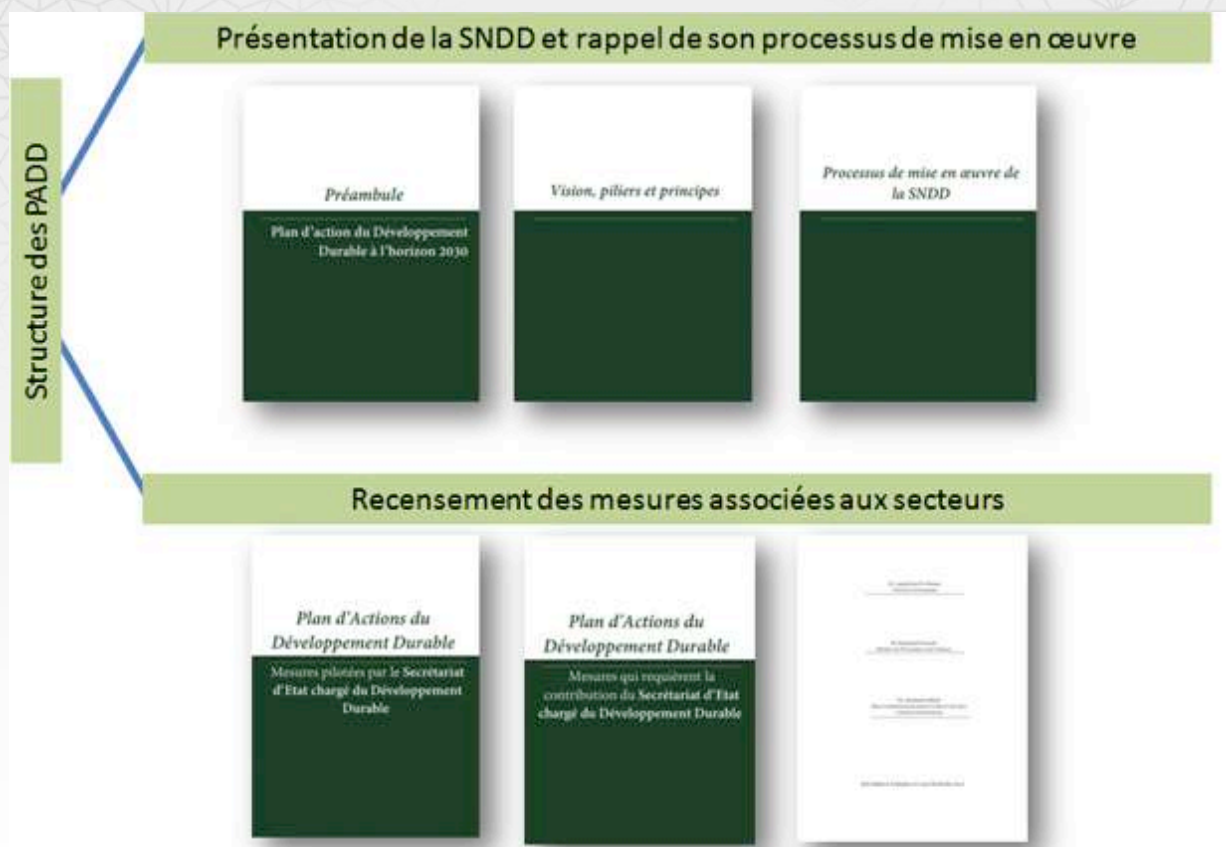 Présentation de la SNDD et rappel de son processus de mise en œuvre
Structure des PADD
Préambule
Plan d'action du Développement
Durable à l'horizon 2030
Vision, piliers et principes
Processus de mise en œuvre de
la SNDD
Recensement des mesures associées aux secteurs
Plan d'Actions du
Développement Durable
Mesures pilotées par le Secrétariat
d'Etat chargé du Développement
Durable
Plan d'Actions du
Développement Durable
Mesures qui requièrent la
contribution du Secrétariat d'Etat
chargé du Développement Durable